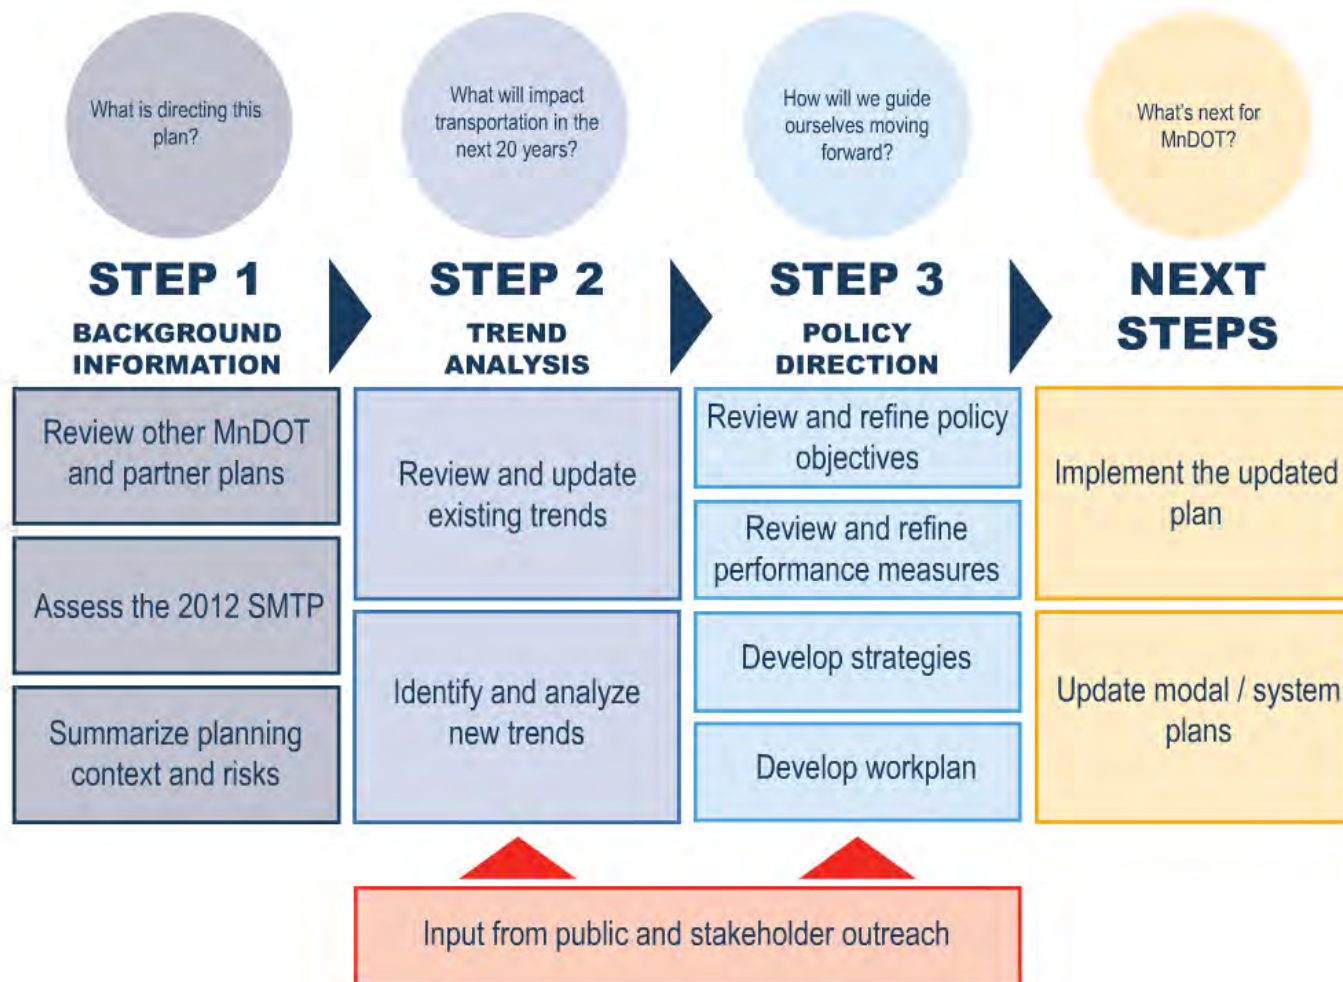 What is directing this
plan?
What will impact
transportation in the
next 20 years?
How will we guide
ourselves moving
forward?
What's next for
MnDOT?
STEP 1
BACKGROUND
INFORMATION
STEP 2
TREND
ANALYSIS
STEP 3
POLICY
DIRECTION
NEXT
STEPS
Review other MnDOT
and partner plans
Assess the 2012 SMTP
Summarize planning
context and risks
Review and update
existing trends
Identify and analyze
new trends
Review and refine policy
objectives
Review and refine
performance measures
Develop strategies
Develop workplan
Implement the updated
plan
Update modal / system
plans
Input from public and stakeholder outreach